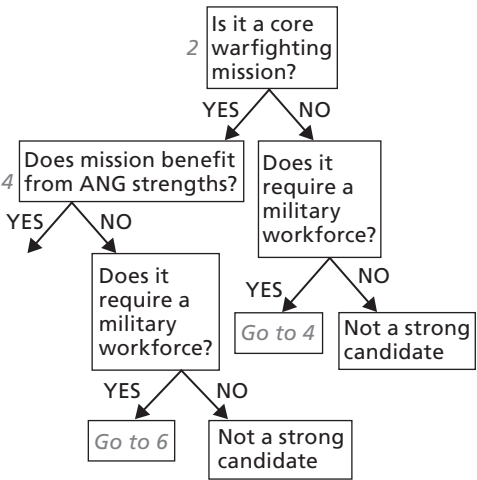 2
Is it a core
warfighting
mission?
YES
NO
4
Does mission benefit
from ANG strengths?
Does it
require a
military
workforce?
YES
NO
YES
NO
Does it
require a
military
workforce?
Go to 4
Not a strong
candidate
YES
NO
Go to 6
Not a strong
candidate